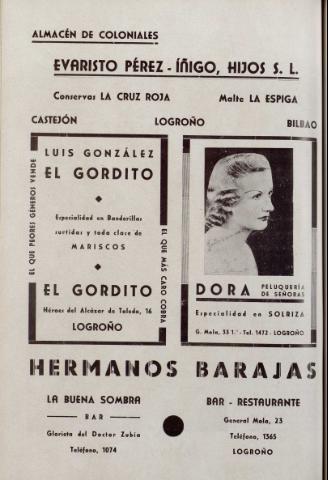 ALMACÉN DE COLONIALES
EVARISTO PÉREZ - ÍÑIGO, HIJOS S. L.
Conservas LA CRUZ ROJA
Malte LA ESPIGA
CASTEJÓN
LOGROÑO
BILBAO
EL QUE PEORES GÉNEROS VENDE
LUIS GONZÁLEZ
EL GORDITO
Especialidad en Banderillas
surtidas y toda clase de
MARISCOS
EL GORDITO
Héroes del Alcázar de Toledo, 16
LOGROÑO
EL QUE MÁS CARO COBRA
DORA
PELUQUERÍA
DE SEÑORAS
Especialidad en SOLRIZA
G. Mola, 33 1.º - Tel. 1472 - LOGROÑO
HERMANOS BARAJAS
LA BUENA SOMBRA
BAR
Glorieta del Doctor Zubía
Teléfono, 1074
BAR - RESTAURANTE
General Mola, 23
Teléfono, 1365
LOGROÑO